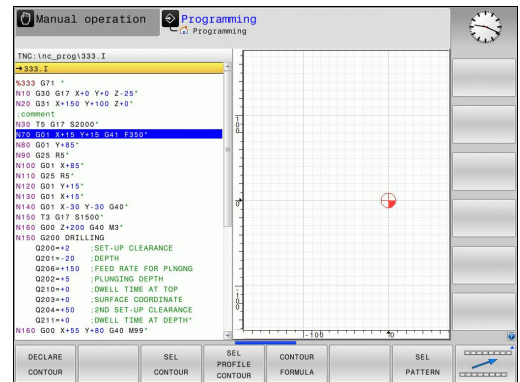 Manual operation
Programming
Programming
TNC:\nc_prog\333.I
→333.I
%333 G71 *
N10 G30 G17 X+0 Y+0 Z-25*
N20 G31 X+150 Y+100 Z+0*
;comment
N30 T5 G17 S2000*
N70 G01 X+15 Y+15 G41 F350*
N80 G01 Y+85*
N90 G25 R5*
N100 G01 X+85*
N110 G25 R5*
N120 G01 Y+15*
N130 G01 X+15*
N140 G01 X-30 Y-30 G40*
N150 T3 G17 S1500*
N160 G00 Z+200 G40 M3*
N150 G200 DRILLING
Q200=+2 ;SET-UP CLEARANCE
Q201=-20 ;DEPTH
Q206=+150 ;FEED RATE FOR PLNGNG
Q202=+5 ;PLUNGING DEPTH
Q210=+0 ;DWELL TIME AT TOP
Q203=+0 ;SURFACE COORDINATE
Q204=+50 ;2ND SET-UP CLEARANCE
Q211=+0 ;DWELL TIME AT DEPTH*
N160 G00 X+55 Y+80 G40 M99*
-100
DECLARE CONTOUR
SEL CONTOUR
SEL PROFILE CONTOUR
CONTOUR FORMULA
SEL PATTERN